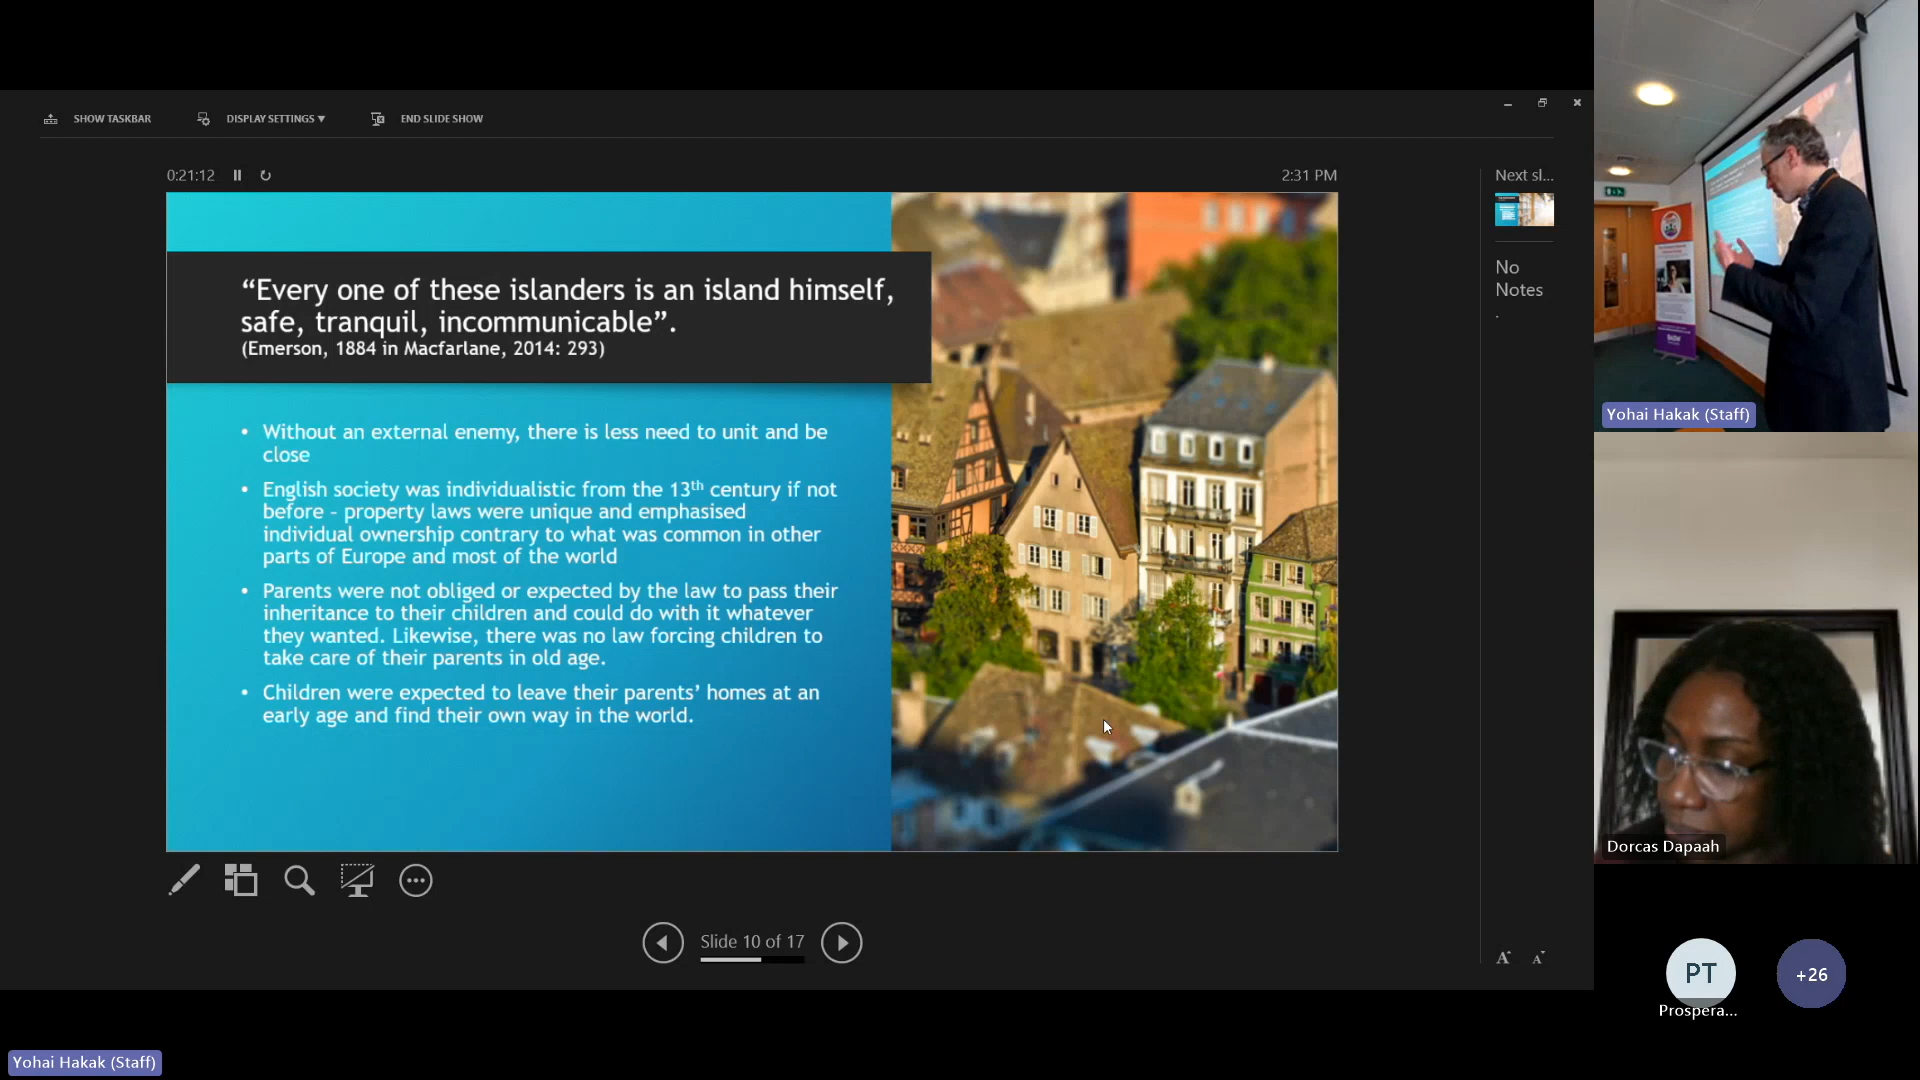 SHOW TASKBAR
DISPLAY SETTINGS ▼
END SLIDE SHOW
0:21:12
2:31 PM
Next sl...
“Every one of these islanders is an island himself,
safe, tranquil, incommunicable”.
(Emerson, 1884 in Macfarlane, 2014: 293)
• Without an external enemy, there is less need to unit and be
close
• English society was individualistic from the 13th century if not
before – property laws were unique and emphasised
individual ownership contrary to what was common in other
parts of Europe and most of the world
• Parents were not obliged or expected by the law to pass their
inheritance to their children and could do with it whatever
they wanted. Likewise, there was no law forcing children to
take care of their parents in old age.
• Children were expected to leave their parents’ homes at an
early age and find their own way in the world.
No
Notes
.
Slide 10 of 17
A
A
Yohai Hakak (Staff)
Dorcas Dapaah
PT
Prospera...
+26
Yohai Hakak (Staff)